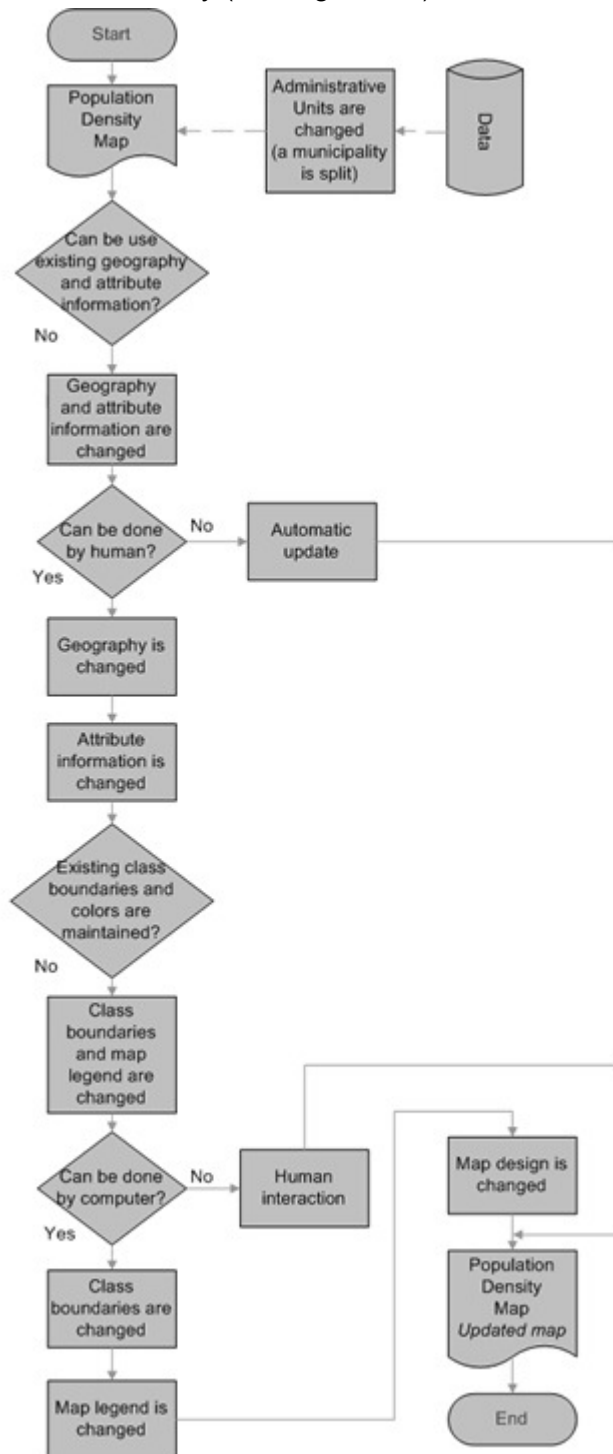 Start
Population
Density
Map
Administrative
Units are
changed
(a municipality
is split)
Data
Can be use
existing geography
and attribute
information?
No
Geography
and attribute
information are
changed
Can be done
by human?
No
Automatic
update
Yes
Geography is
changed
Attribute
information is
changed
Existing class
boundaries and
colors are
maintained?
No
Class
boundaries
and map
legend are
changed
Can be done
by computer?
No
Human
interaction
Map design is
changed
Yes
Class
boundaries are
changed
Population
Density
Map
Updated map
Map legend is
changed
End